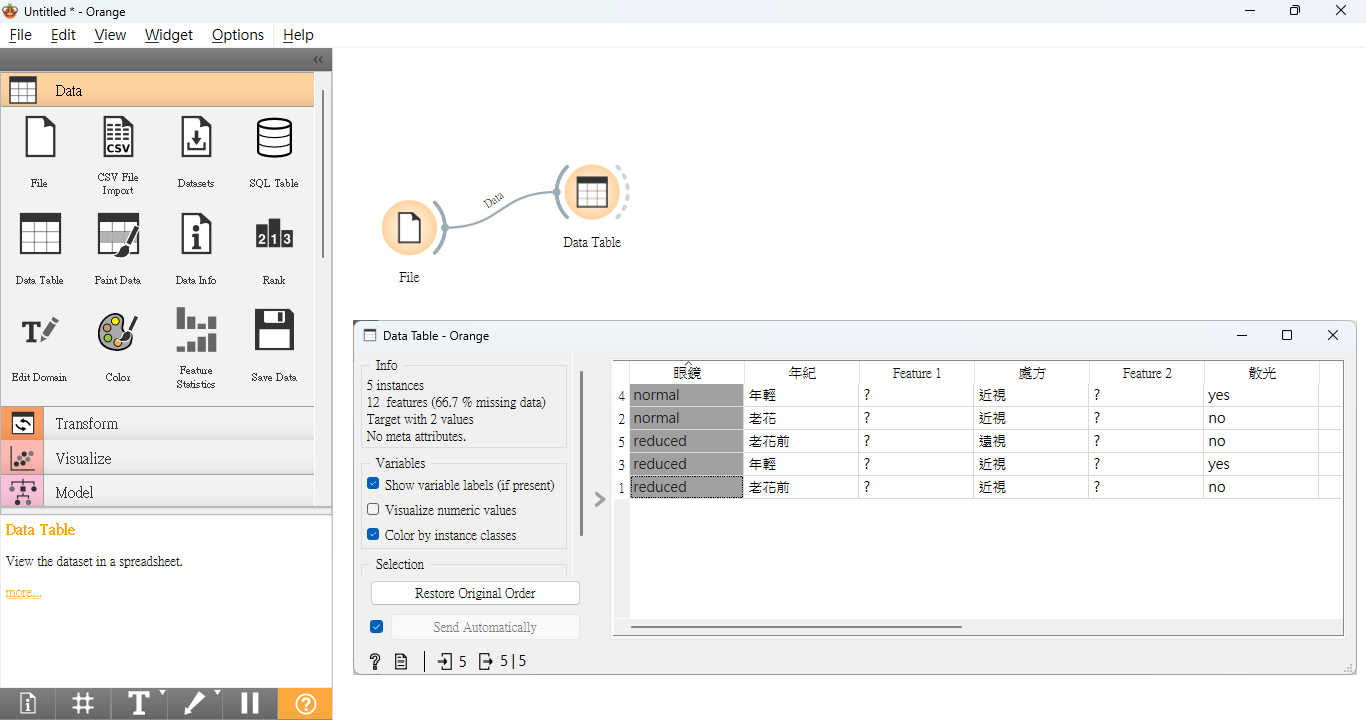 Untitled * - Orange
File Edit View Widget Options Help
Data
File
CSV File Import
Datasets
SQL Table
Data Table
Paint Data
Data Info
Rank
Edit Domain
Color
Feature Statistics
Save Data
Transform
Visualize
Model
Data Table
View the dataset in a spreadsheet.
more...
File
Data
Data Table
Data Table - Orange
Info
5 instances
12 features (66.7 % missing data)
Target with 2 values
No meta attributes.
Variables
Show variable labels (if present)
Visualize numeric values
Color by instance classes
Selection
Restore Original Order
Send Automatically
5 5|5
眼鏡 年紀 Feature 1 處方 Feature 2 散光
4 normal 年輕 ? 近視 ? yes
2 normal 老花 ? 近視 ? no
5 reduced 老花前 ? 遠視 ? no
3 reduced 年輕 ? 近視 ? yes
1 reduced 老花前 ? 近視 ? no